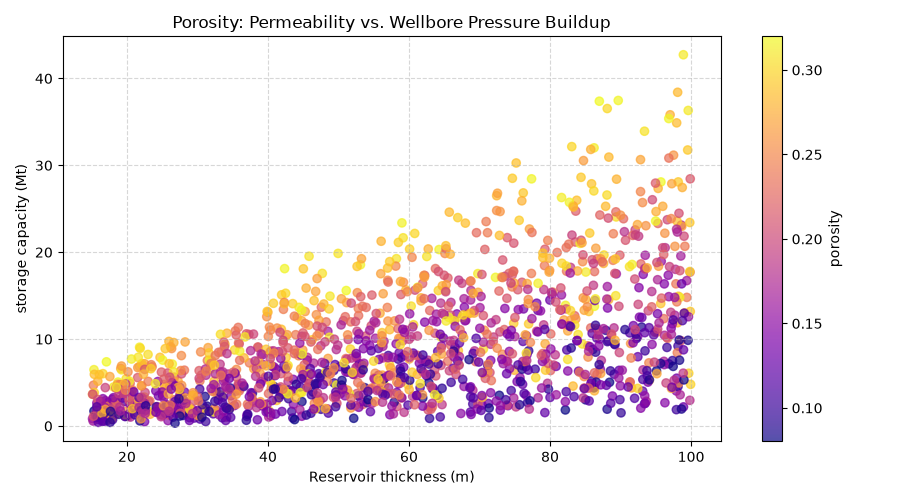 Porosity: Permeability vs. Wellbore Pressure Buildup
storage capacity (Mt)
40
30
20
10
0
20 40 60 80 100
Reservoir thickness (m)
0.30
0.25
0.20
0.15
0.10
porosity